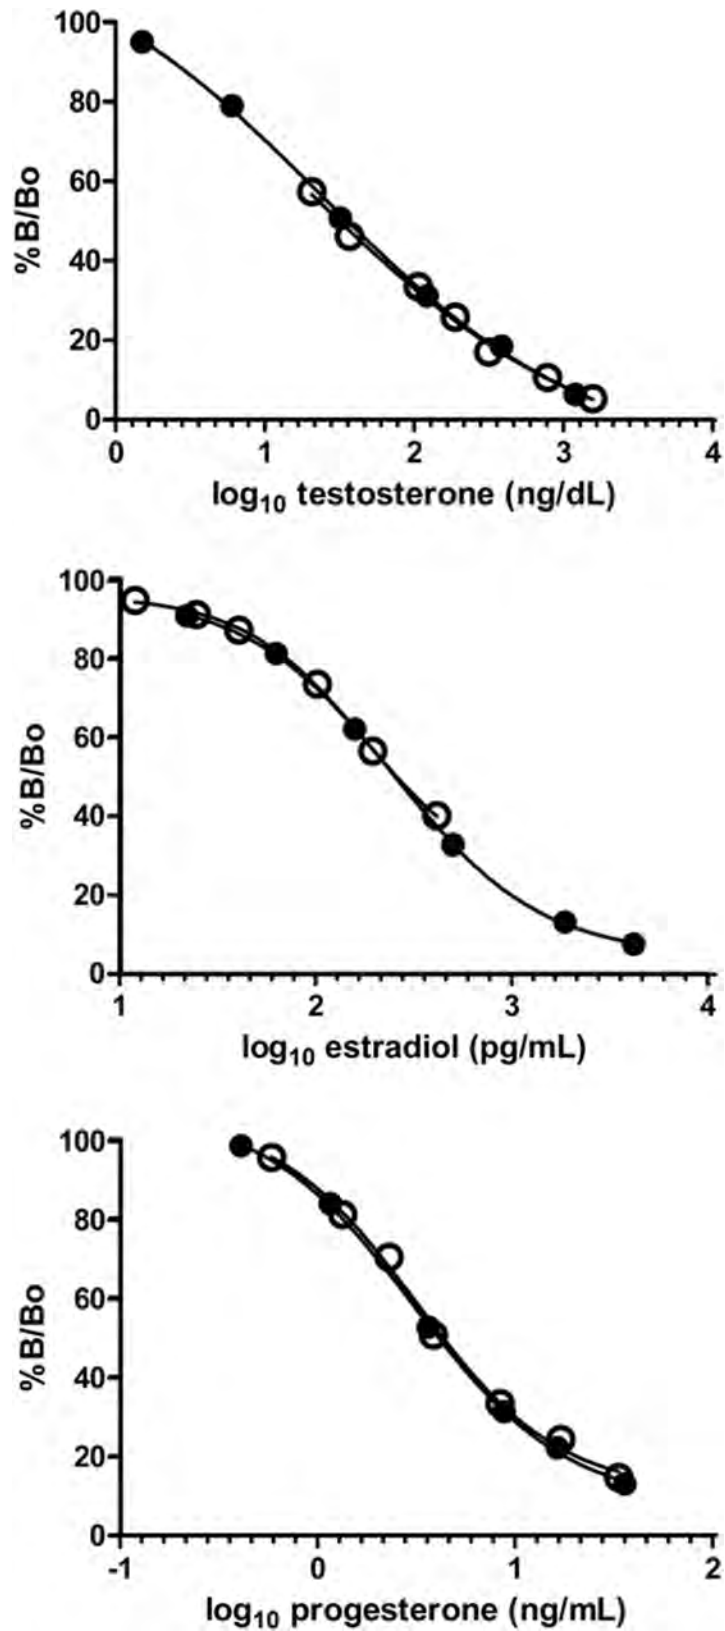 100
80
60
40
20
0
%B/Bo
0 1 2 3 4
log10 testosterone (ng/dL)
100
80
60
40
20
0
%B/Bo
1 2 3 4
log10 estradiol (pg/mL)
100
80
60
40
20
0
%B/Bo
-1 0 1 2
log10 progesterone (ng/mL)